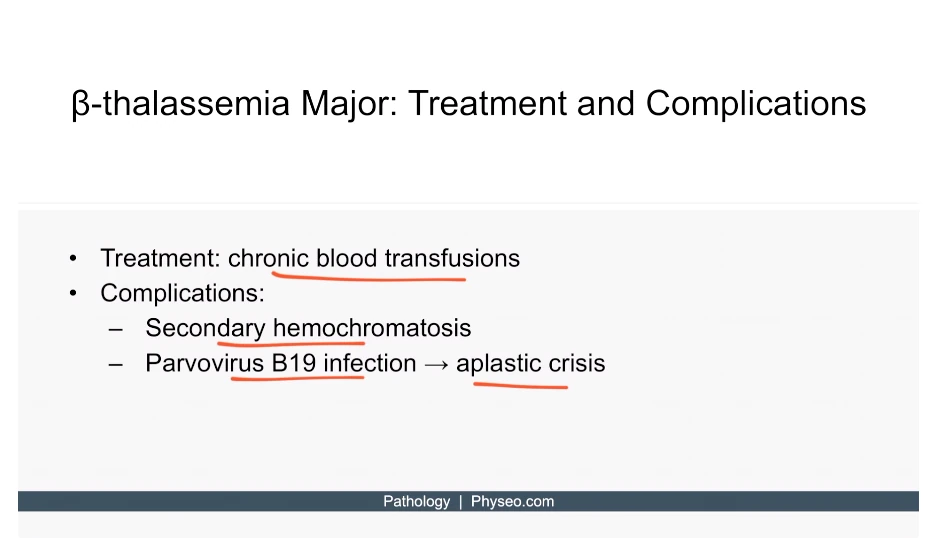 β-thalassemia Major: Treatment and Complications
• Treatment: chronic blood transfusions
• Complications:
– Secondary hemochromatosis
– Parvovirus B19 infection → aplastic crisis
Pathology | Physeo.com